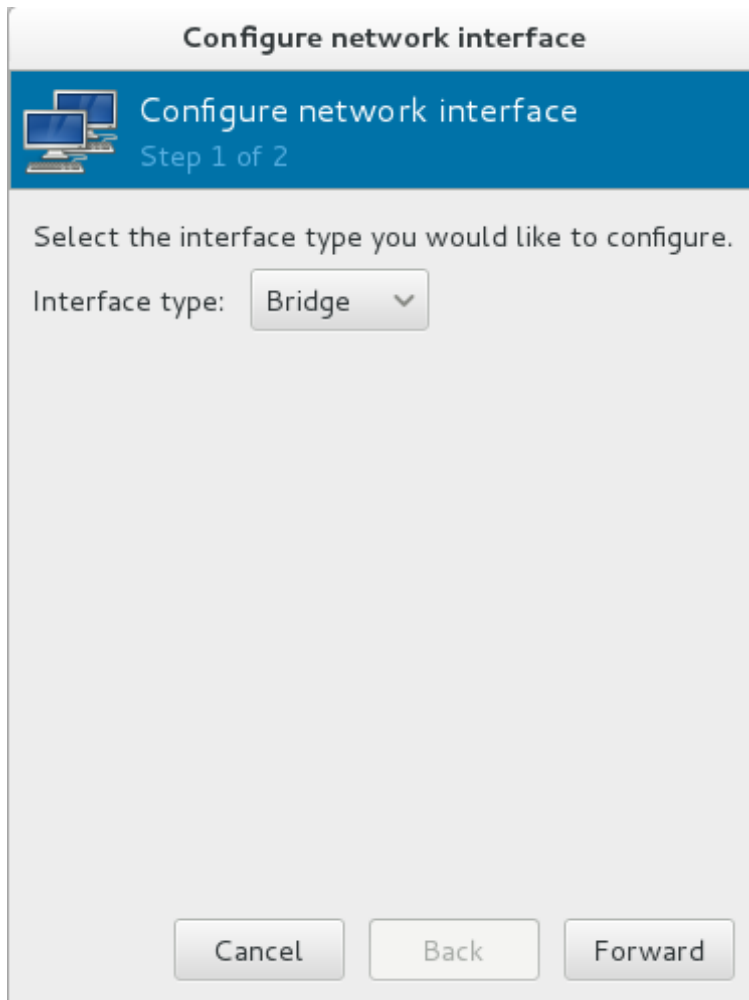 Configure network interface
Configure network interface
Step 1 of 2
Select the interface type you would like to configure.
Interface type: Bridge
Cancel Back Forward